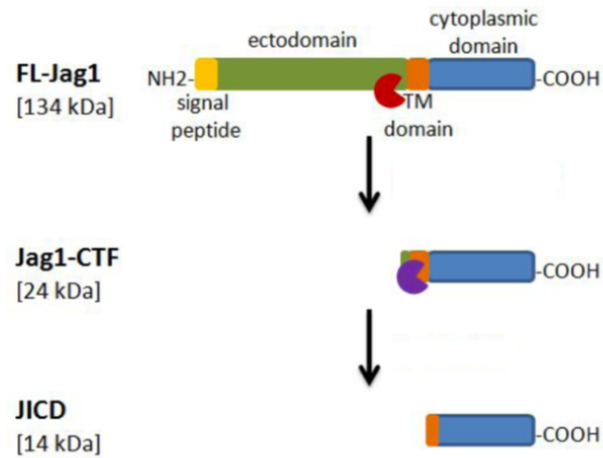 cytoplasmic
domain
ectodomain
FL-Jag1
[134 kDa]
NH2-
-COOH
signal
peptide
TM
domain
Jag1-CTF
[24 kDa]
-COOH
JICD
[14 kDa]
-COOH